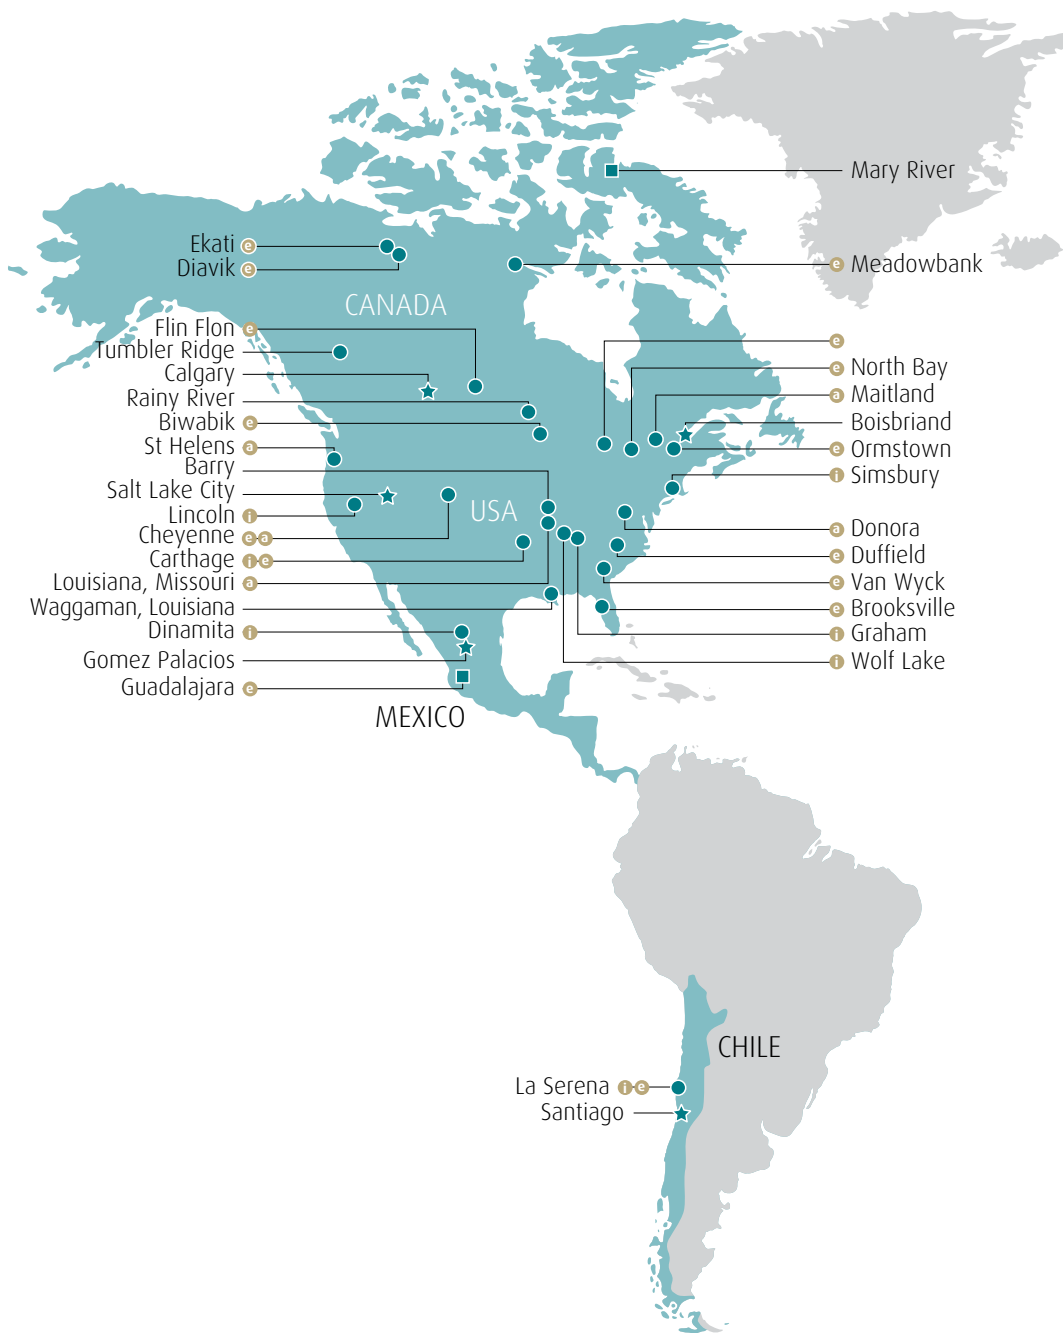 Mary River
Ekati e
Diavik e
e Meadowbank
CANADA
Flin Flon e
Tumbler Ridge
Calgary
Rainy River
Biwabik e
St Helens a
Barry
Salt Lake City
Lincoln i
Cheyenne e a
Carthage i e
Louisiana, Missouri a
Waggaman, Louisiana
Dinamita i
Gomez Palacios
Guadalajara e
e
e North Bay
a Maitland
Boisbriand
e Ormstown
i Simsbury
USA
a Donora
e Duffield
e Van Wyck
e Brooksville
i Graham
i Wolf Lake
MEXICO
CHILE
La Serena i e
Santiago